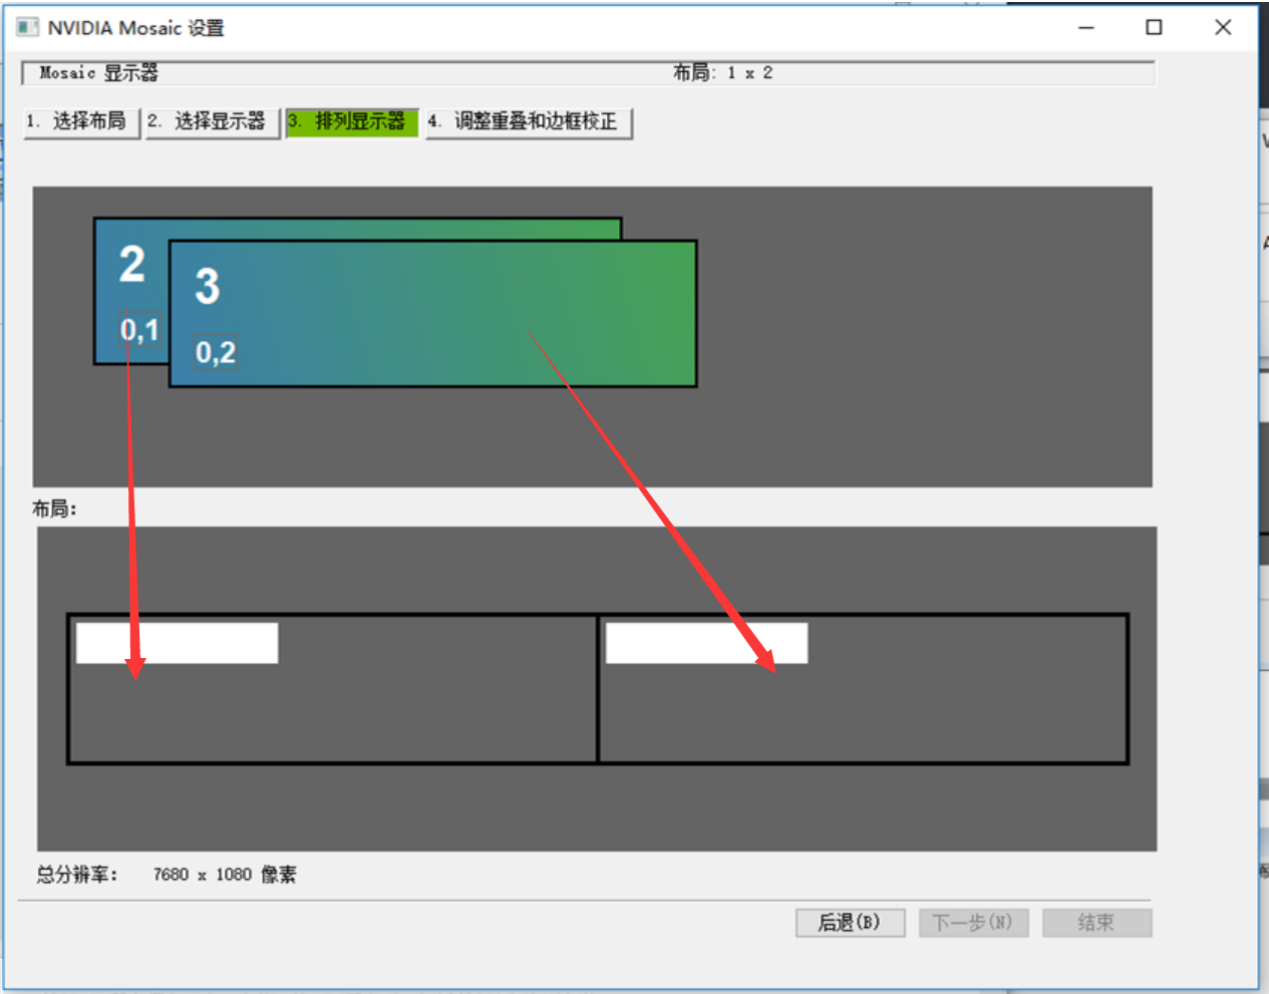 NVIDIA Mosaic 设置
Mosaic 显示器 布局: 1 x 2
1. 选择布局 2. 选择显示器 3. 排列显示器 4. 调整重叠和边框校正
2
3
0,1
0,2
布局:
总分辨率: 7680 x 1080 像素
后退(B) 下一步(N) 结束